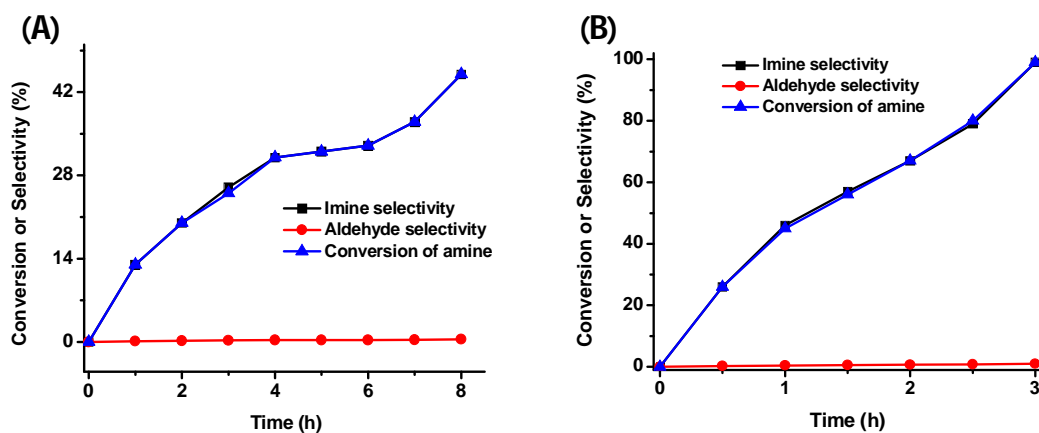 (A)
Conversion or Selectivity (%)
42
28
14
0
Imine selectivity
Aldehyde selectivity
Conversion of amine
0 2 4 6 8
Time (h)
(B)
Conversion or Selectivity (%)
100
80
60
40
20
0
Imine selectivity
Aldehyde selectivity
Conversion of amine
0 1 2 3
Time (h)